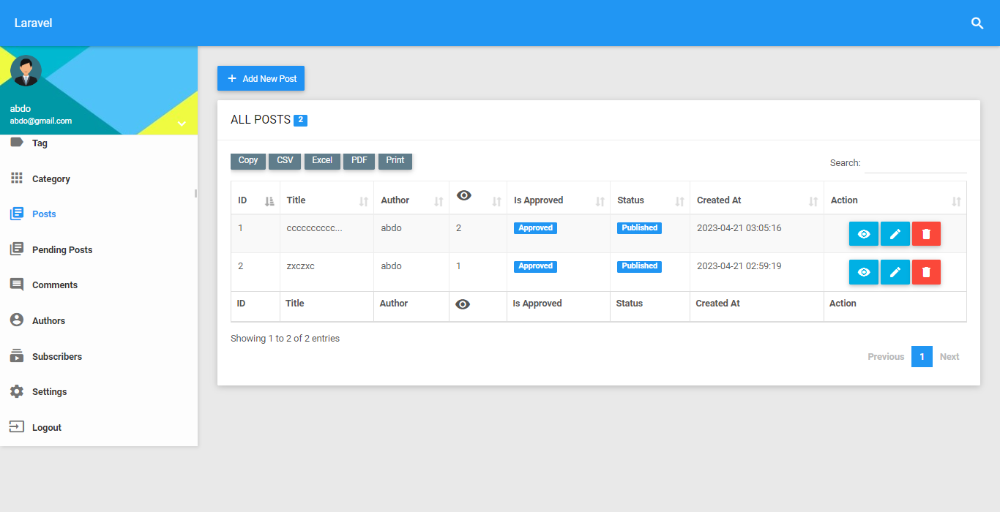 Laravel
abdo
abdo@gmail.com
Tag
Category
Posts
Pending Posts
Comments
Authors
Subscribers
Settings
Logout
Add New Post
ALL POSTS 2
Copy CSV Excel PDF Print
Search:
ID Title Author Is Approved Status Created At Action
1 cccccccccc... abdo 2 Approved Published 2023-04-21 03:05:16
2 zxczxc abdo 1 Approved Published 2023-04-21 02:59:19
ID Title Author Is Approved Status Created At Action
Showing 1 to 2 of 2 entries
Previous 1 Next